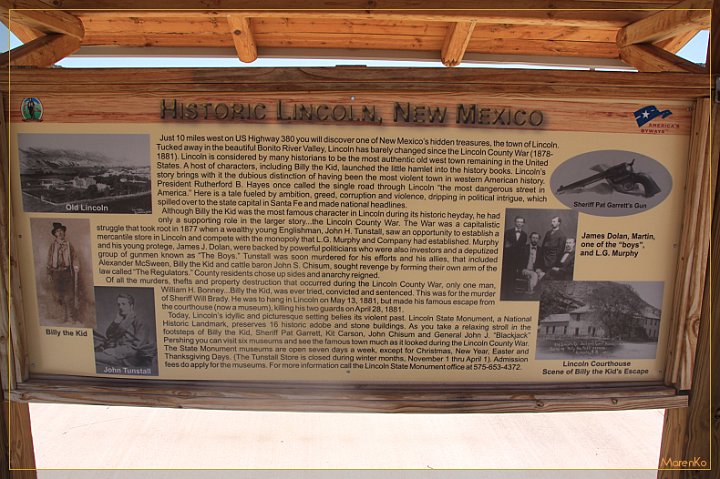 HISTORIC LINCOLN, NEW MEXICO
AMERICA'S
BYWAYS
Just 10 miles west on US Highway 380 you will discover one of New Mexico's hidden treasures, the town of Lincoln.
Tucked away in the beautiful Bonito River Valley, Lincoln has barely changed since the Lincoln County War (1878-
1881). Lincoln is considered by many historians to be the most authentic old west town remaining in the United
States. A host of characters, including Billy the Kid, launched the little hamlet into the history books. Lincoln's
story brings with it the dubious distinction of having been the most violent town in western American history.
President Rutherford B. Hayes once called the single road through Lincoln "the most dangerous street in
America." Here is a tale fueled by ambition, greed, corruption and violence, dripping in political intrigue, which
spilled over to the state capital in Santa Fe and made national headlines.
Although Billy the Kid was the most famous character in Lincoln during its historic heyday, he had
only a supporting role in the larger story...the Lincoln County War. The War was a capitalistic
struggle that took root in 1877 when a wealthy young Englishman, John H. Tunstall, saw an opportunity to establish a
mercantile store in Lincoln and compete with the monopoly that L.G. Murphy and Company had established. Murphy
and his young protege, James J. Dolan, were backed by powerful politicians who were also investors and a deputized
group of gunmen known as "The Boys." Tunstall was soon murdered for his efforts and his allies, that included
Alexander McSween, Billy the Kid and cattle baron John S. Chisum, sought revenge by forming their own arm of the
law called "The Regulators." County residents chose up sides and anarchy reigned.
Of all the murders, thefts and property destruction that occurred during the Lincoln County War, only one man,
William H. Bonney...Billy the Kid, was ever tried, convicted and sentenced. This was for the murder
of Sheriff Will Brady. He was to hang in Lincoln on May 13, 1881, but made his famous escape from
the courthouse (now a museum), killing his two guards on April 28, 1881.
Today, Lincoln's idyllic and picturesque setting belies its violent past. Lincoln State Monument, a National
Historic Landmark, preserves 16 historic adobe and stone buildings. As you take a relaxing stroll in the
footsteps of Billy the Kid, Sheriff Pat Garrett, Kit Carson, John Chisum and General John J. "Blackjack"
Pershing you can visit six museums and see the famous town much as it looked during the Lincoln County War.
The State Monument museums are open seven days a week, except for Christmas, New Year, Easter and
Thanksgiving Days. (The Tunstall Store is closed during winter months, November 1 thru April 1). Admission
fees do apply for the museums. For more information call the Lincoln State Monument office at 575-653-4372.
Old Lincoln
Billy the Kid
John Tunstall
Sheriff Pat Garrett's Gun
James Dolan, Martin,
one of the "boys",
and L.G. Murphy
Lincoln Courthouse
Scene of Billy the Kid's Escape
MarenKo